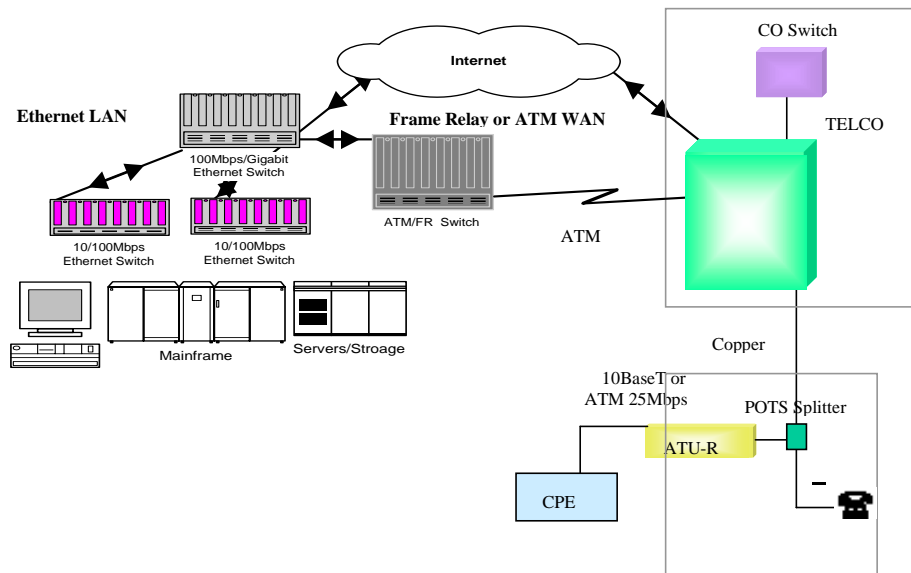 CO Switch
Internet
Ethernet LAN
Frame Relay or ATM WAN
TELCO
100Mbps/Gigabit
Ethernet Switch
ATM/FR Switch
ATM
10/100Mbps
Ethernet Switch
10/100Mbps
Ethernet Switch
Mainframe
Servers/Stroage
Copper
10BaseT or
ATM 25Mbps
POTS Splitter
ATU-R
CPE